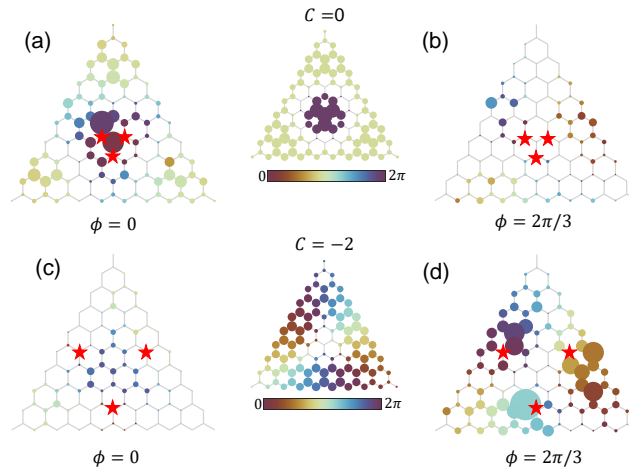 (a)
C =0
(b)
0
2π
ϕ = 0
ϕ = 2π/3
(c)
C = −2
(d)
0
2π
ϕ = 0
ϕ = 2π/3